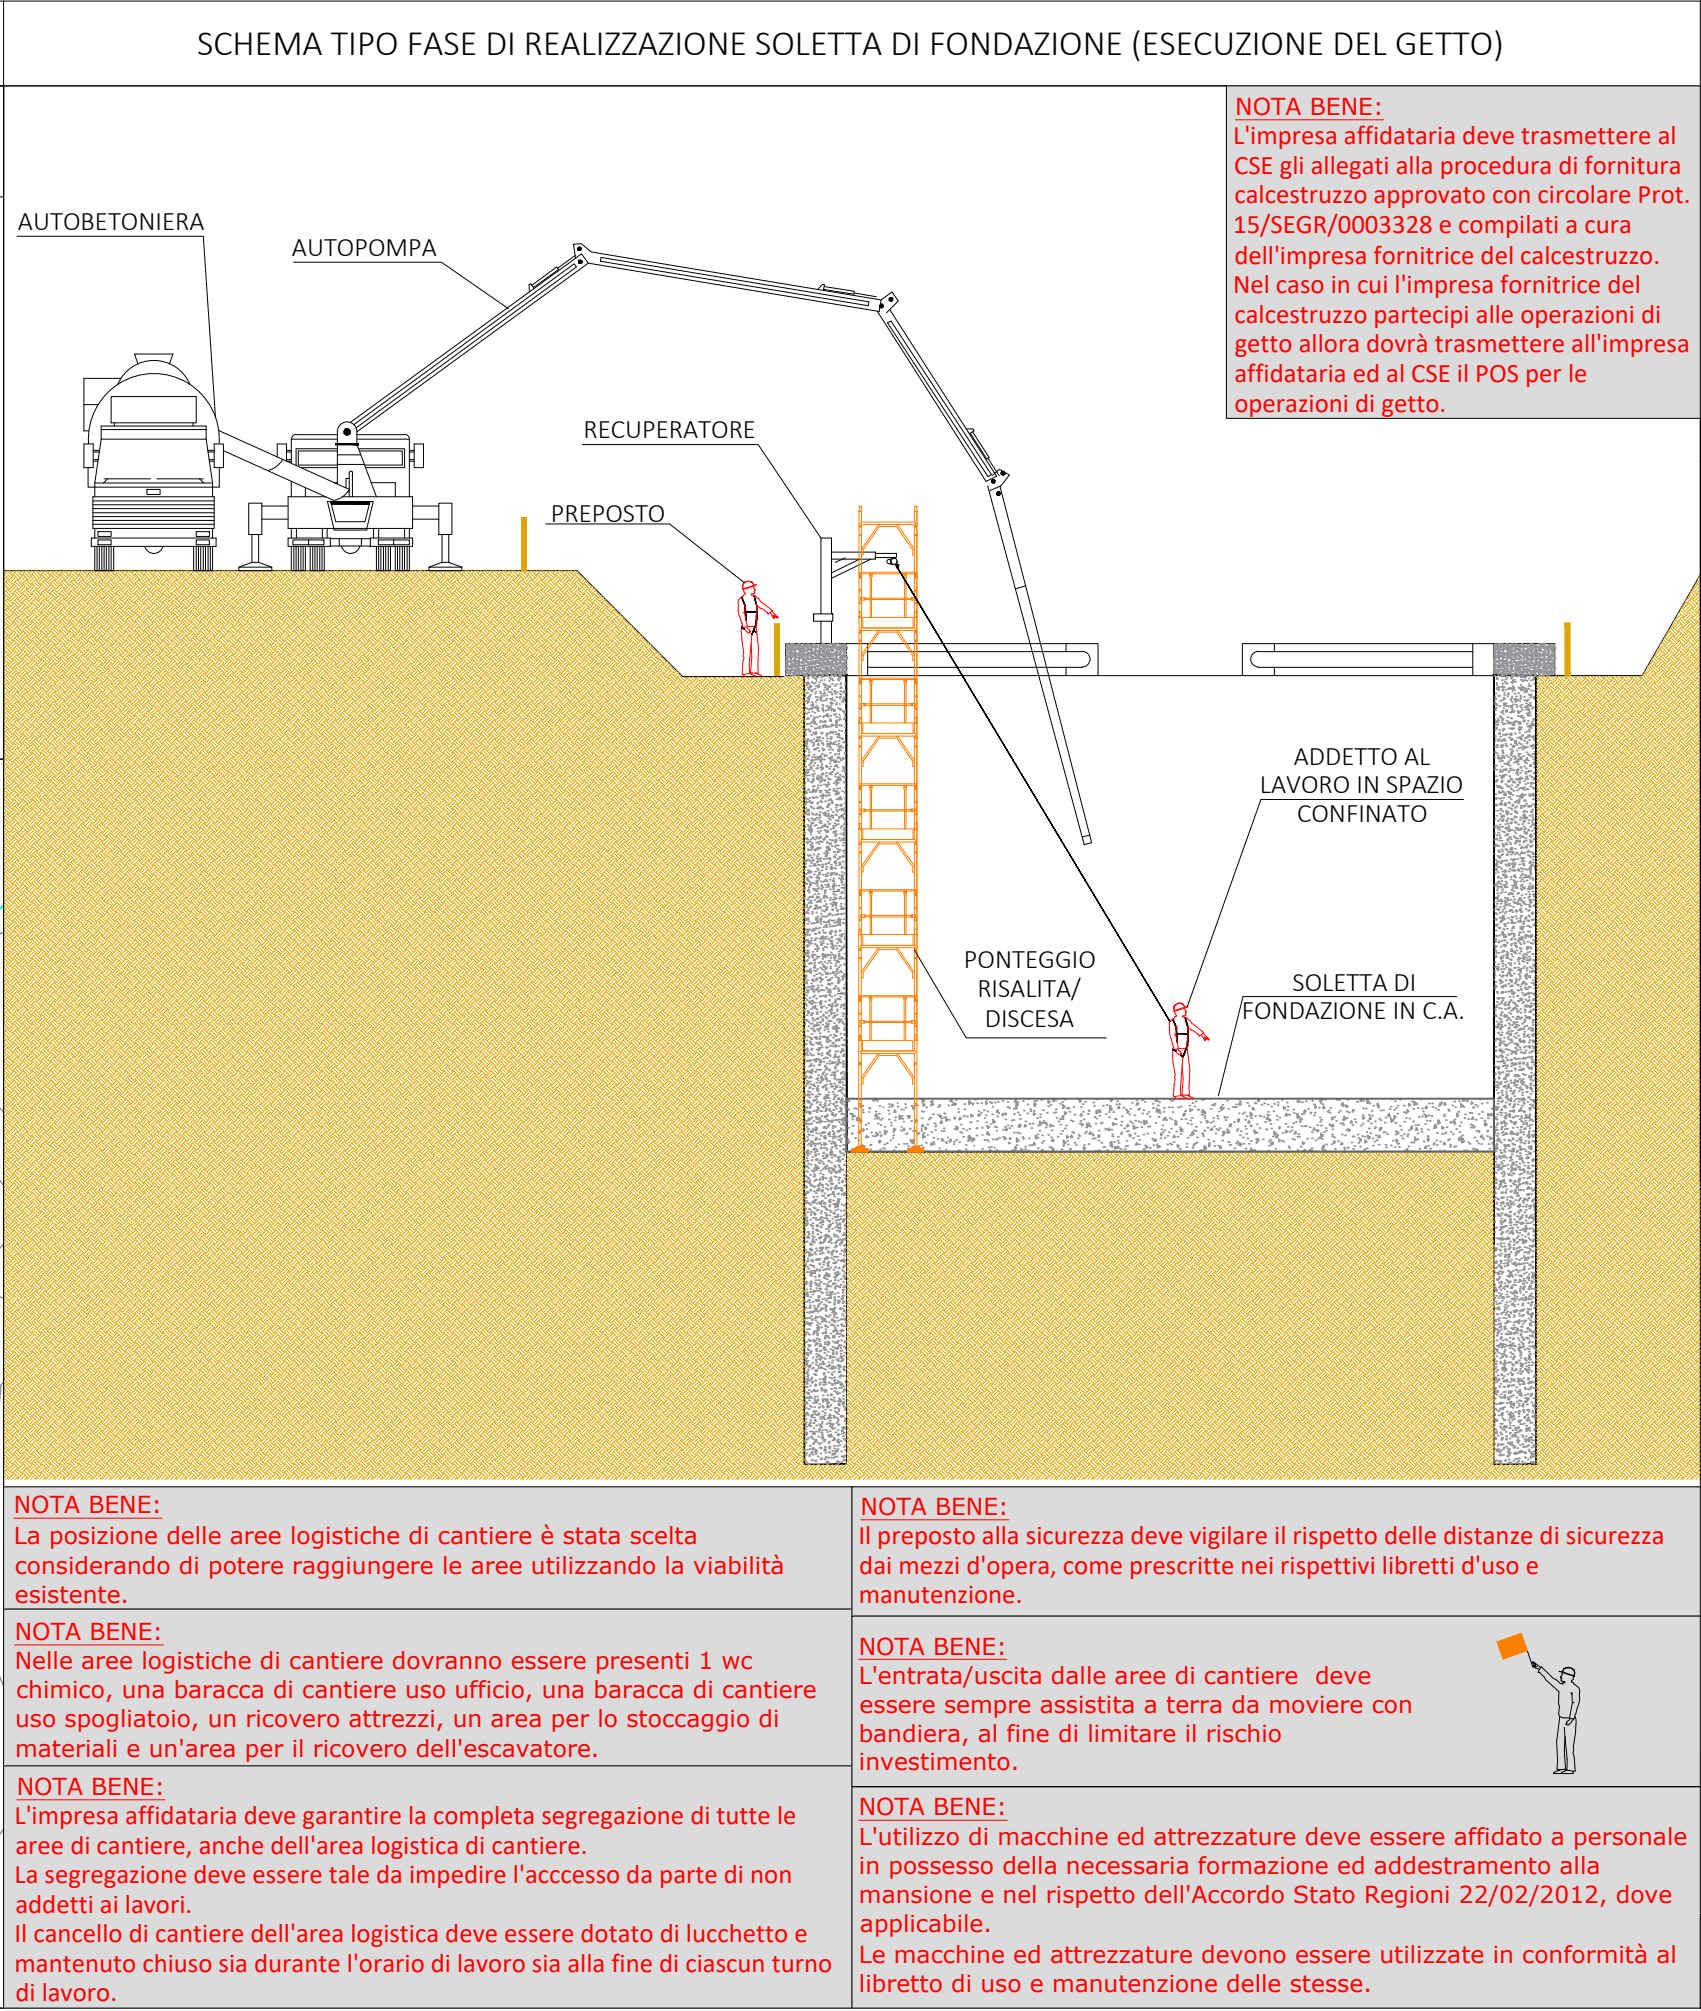 SCHEMA TIPO FASE DI REALIZZAZIONE SOLETTA DI FONDAZIONE (ESECUZIONE DEL GETTO)
NOTA BENE:
L'impresa affidataria deve trasmettere al
CSE gli allegati alla procedura di fornitura
calcestruzzo approvato con circolare Prot.
15/SEGR/0003328 e compilati a cura
dell'impresa fornitrice del calcestruzzo.
Nel caso in cui l'impresa fornitrice del
calcestruzzo partecipi alle operazioni di
getto allora dovrà trasmettere all'impresa
affidataria ed al CSE il POS per le
operazioni di getto.
AUTOBETONIERA
AUTOPOMPA
RECUPERATORE
PREPOSTO
ADDETTO AL
LAVORO IN SPAZIO
CONFINATO
PONTEGGIO
RISALITA/
DISCESA
SOLETTA DI
FONDAZIONE IN C.A.
NOTA BENE:
La posizione delle aree logistiche di cantiere è stata scelta
considerando di potere raggiungere le aree utilizzando la viabilità
esistente.
NOTA BENE:
Nelle aree logistiche di cantiere dovranno essere presenti 1 wc
chimico, una baracca di cantiere uso ufficio, una baracca di cantiere
uso spogliatoio, un ricovero attrezzi, un area per lo stoccaggio di
materiali e un'area per il ricovero dell'escavatore.
NOTA BENE:
L'impresa affidataria deve garantire la completa segregazione di tutte le
aree di cantiere, anche dell'area logistica di cantiere.
La segregazione deve essere tale da impedire l'acccesso da parte di non
addetti ai lavori.
Il cancello di cantiere dell'area logistica deve essere dotato di lucchetto e
mantenuto chiuso sia durante l'orario di lavoro sia alla fine di ciascun turno
di lavoro.
NOTA BENE:
Il preposto alla sicurezza deve vigilare il rispetto delle distanze di sicurezza
dai mezzi d'opera, come prescritte nei rispettivi libretti d'uso e
manutenzione.
NOTA BENE:
L'entrata/uscita dalle aree di cantiere deve
essere sempre assistita a terra da moviere con
bandiera, al fine di limitare il rischio
investimento.
NOTA BENE:
L'utilizzo di macchine ed attrezzature deve essere affidato a personale
in possesso della necessaria formazione ed addestramento alla
mansione e nel rispetto dell'Accordo Stato Regioni 22/02/2012, dove
applicabile.
Le macchine ed attrezzature devono essere utilizzate in conformità al
libretto di uso e manutenzione delle stesse.